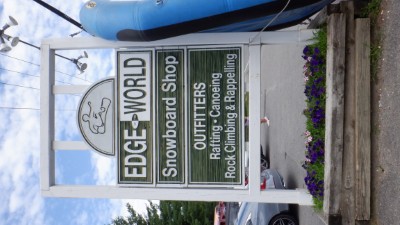 EDGE WORLD
Snowboard Shop
OUTFITTERS
Rafting • Canoeing
Rock Climbing & Rappelling